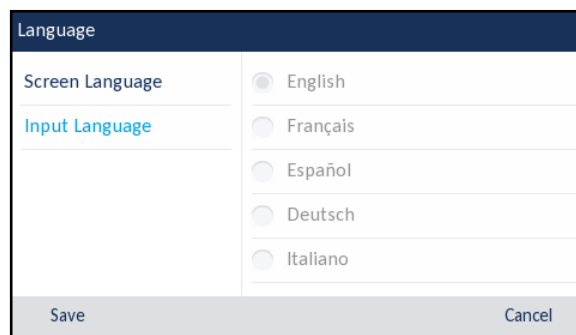 Language
Screen Language
Input Language
English
Français
Español
Deutsch
Italiano
Save
Cancel